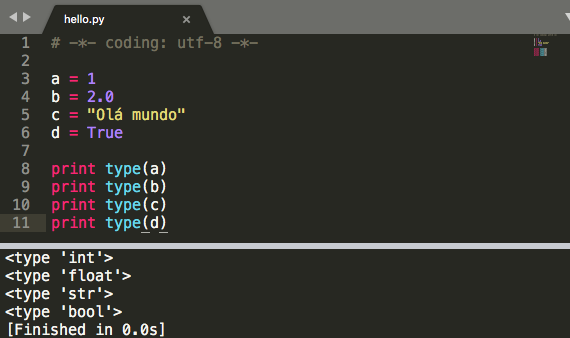 hello.py ×
1 # -*- coding: utf-8 -*-
2
3 a = 1
4 b = 2.0
5 c = "Olá mundo"
6 d = True
7
8 print type(a)
9 print type(b)
10 print type(c)
11 print type(d)
<type 'int'>
<type 'float'>
<type 'str'>
<type 'bool'>
[Finished in 0.0s]